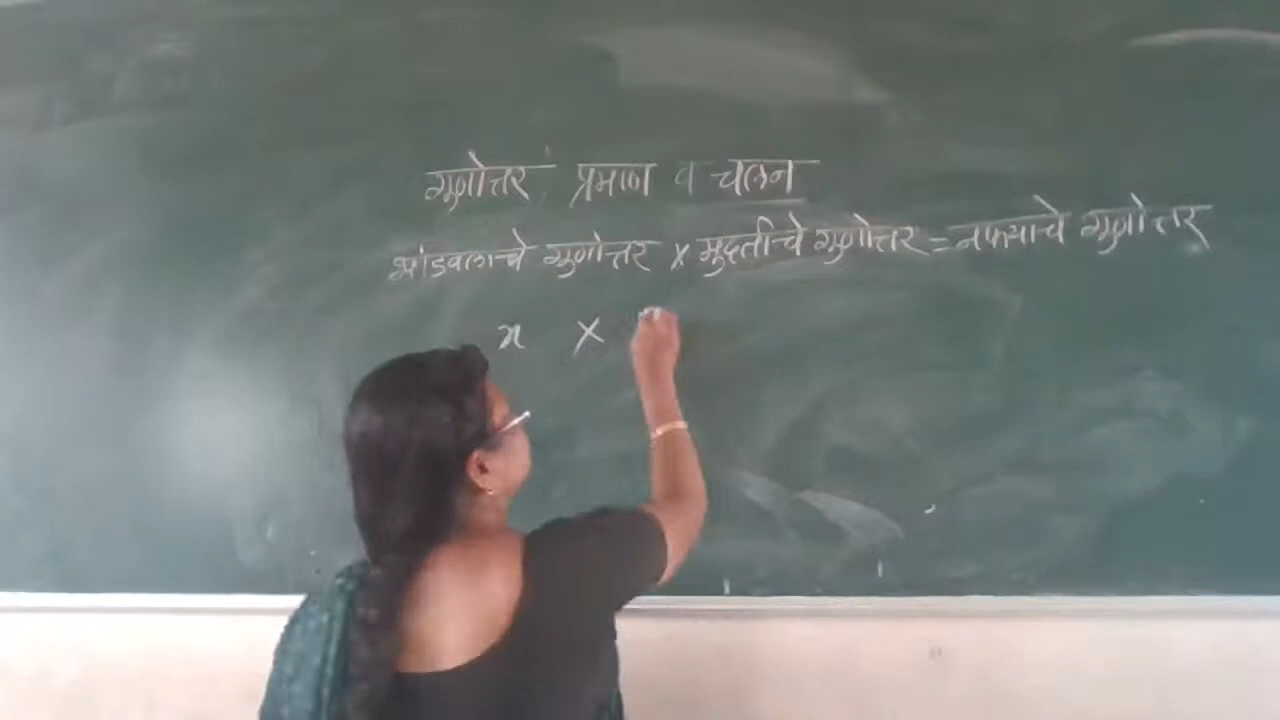 गुणोत्तर प्रमाण व चलन
भांडवलाचे गुणोत्तर × मुदतीचे गुणोत्तर = नफ्याचे गुणोत्तर
x ×